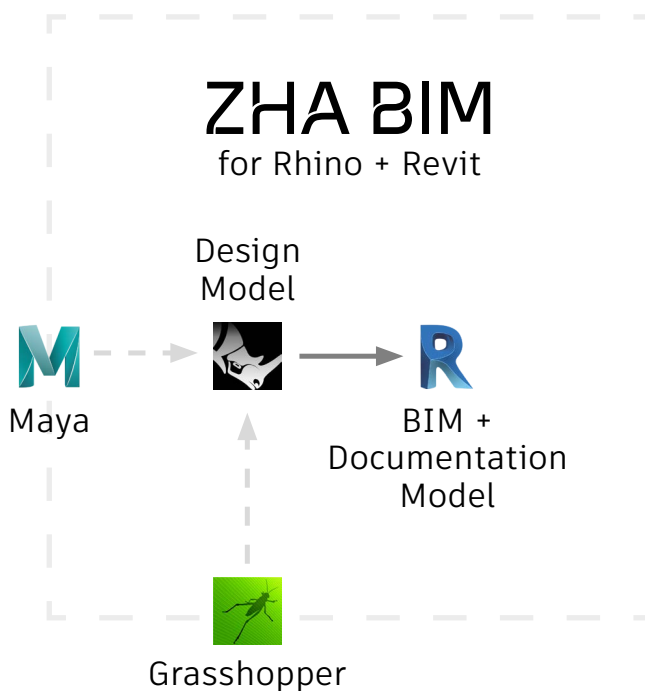 ZHA BIM
for Rhino + Revit
Design
Model
Maya
BIM +
Documentation
Model
Grasshopper